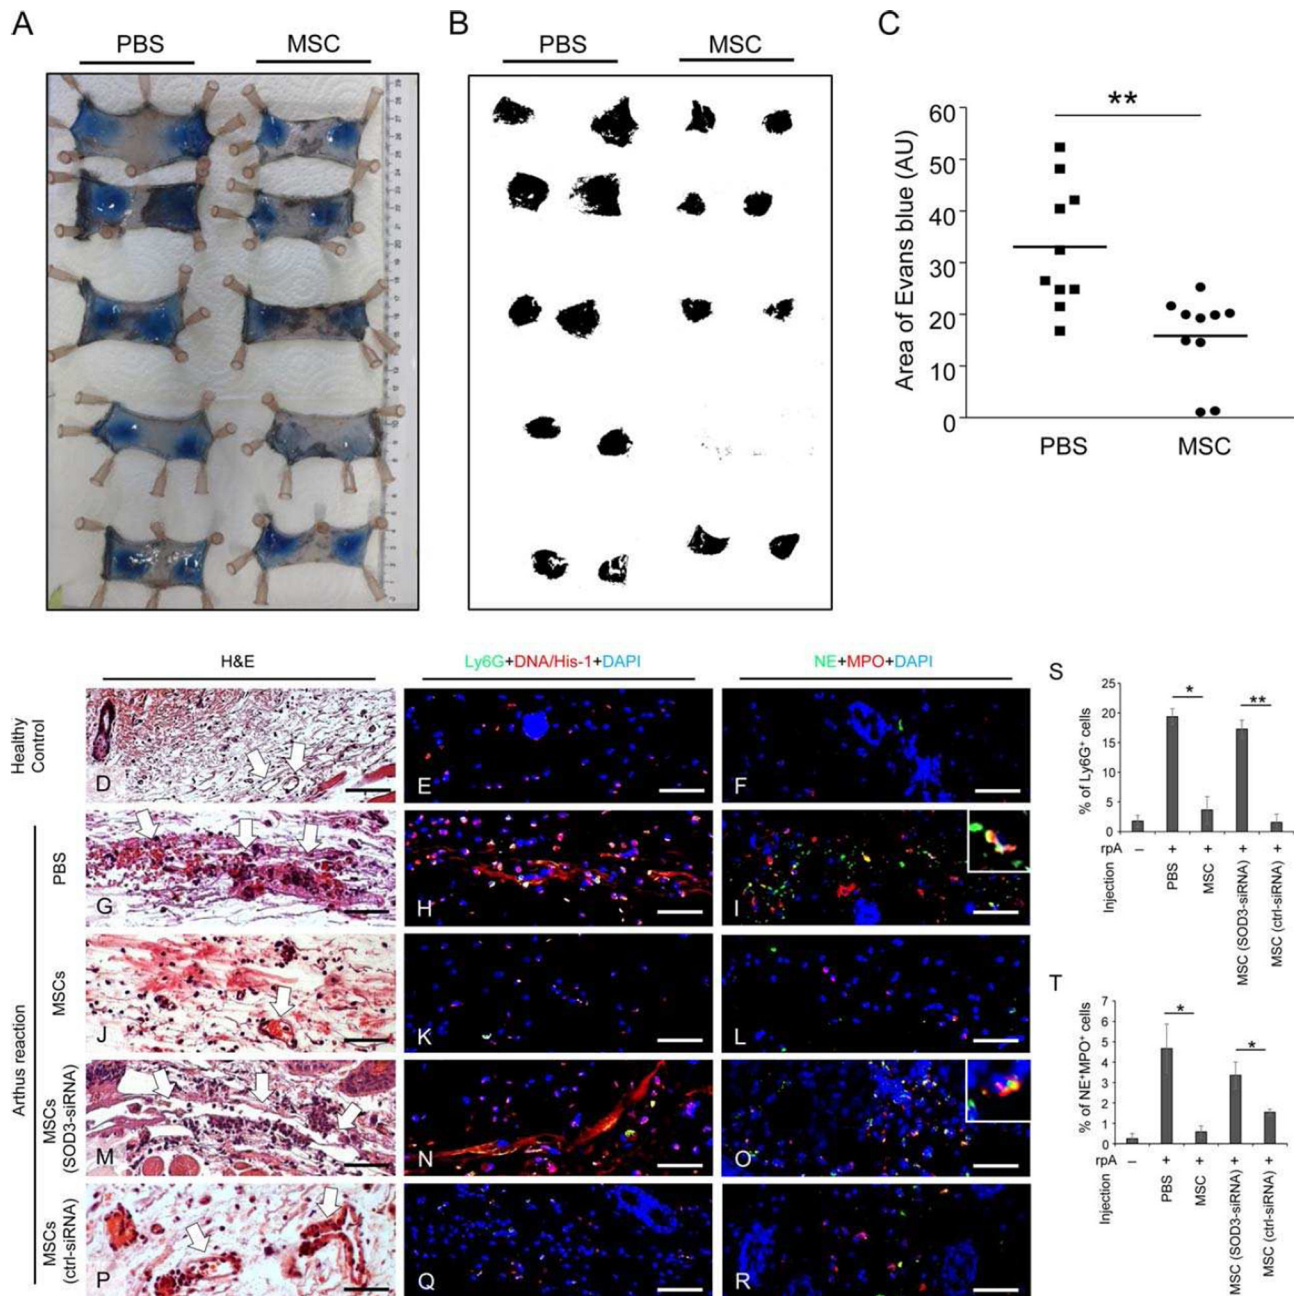 A
PBS MSC
B
PBS MSC
C
Area of Evans blue (AU)
60
50
40
30
20
10
0
**
PBS MSC
H&E
Ly6G+DNA/His-1+DAPI
NE+MPO+DAPI
Healthy
Control
D
E
F
Arthus reaction
PBS
G
H
I
MSCs
J
K
L
MSCs
(SOD3-siRNA)
M
N
O
MSCs
(ctrl-siRNA)
P
Q
R
S
% of Ly6G⁺ cells
25
20
15
10
5
0
*
**
rpA – + + + +
Injection
PBS
MSC
MSC (SOD3-siRNA)
MSC (ctrl-siRNA)
T
% of NE⁺MPO⁺ cells
7
6
5
4
3
2
1
0
*
*
rpA – + + + +
Injection
PBS
MSC
MSC (SOD3-siRNA)
MSC (ctrl-siRNA)